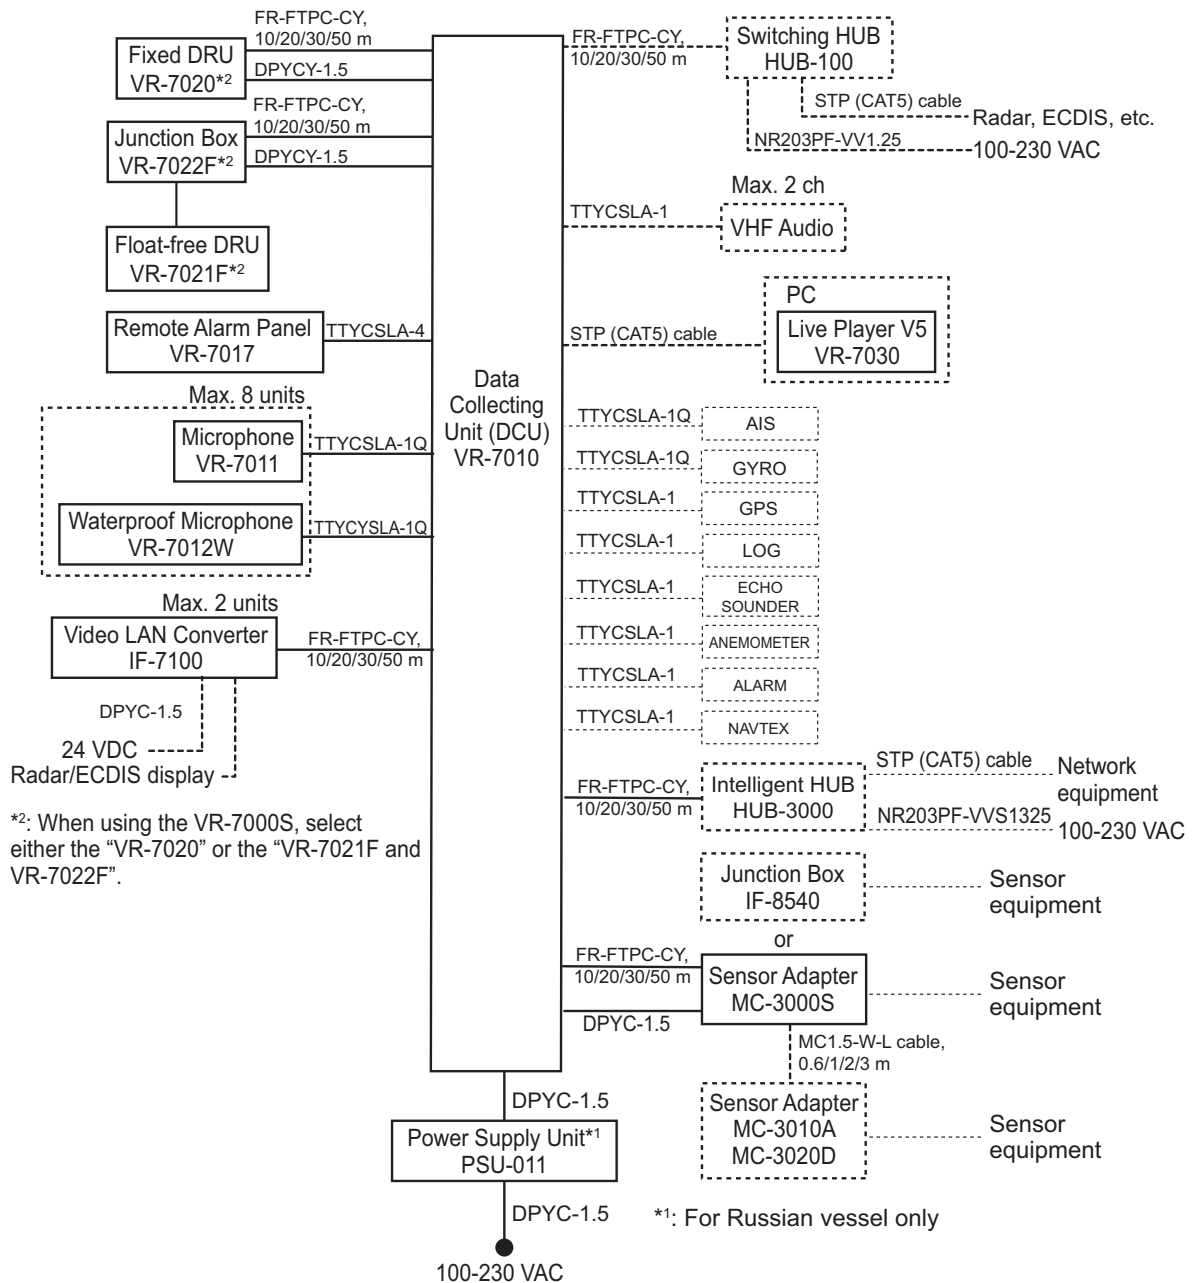 FR-FTPC-CY,
10/20/30/50 m
Fixed DRU
VR-7020*2
DPYCY-1.5
FR-FTPC-CY,
10/20/30/50 m
Junction Box
VR-7022F*2
DPYCY-1.5
Float-free DRU
VR-7021F*2
Remote Alarm Panel
VR-7017
TTYCSLA-4
Max. 8 units
Microphone
VR-7011
TTYCSLA-1Q
Waterproof Microphone
VR-7012W
TTYCYSLA-1Q
Max. 2 units
Video LAN Converter
IF-7100
FR-FTPC-CY,
10/20/30/50 m
DPYC-1.5
24 VDC
Radar/ECDIS display
*2: When using the VR-7000S, select
either the “VR-7020” or the “VR-7021F and
VR-7022F”.
Data
Collecting
Unit (DCU)
VR-7010
DPYC-1.5
Power Supply Unit*1
PSU-011
DPYC-1.5
100-230 VAC
FR-FTPC-CY,
10/20/30/50 m
Switching HUB
HUB-100
STP (CAT5) cable
Radar, ECDIS, etc.
NR203PF-VV1.25
100-230 VAC
Max. 2 ch
TTYCSLA-1
VHF Audio
PC
STP (CAT5) cable
Live Player V5
VR-7030
TTYCSLA-1Q
AIS
TTYCSLA-1Q
GYRO
TTYCSLA-1
GPS
TTYCSLA-1
LOG
TTYCSLA-1
ECHO
SOUNDER
TTYCSLA-1
ANEMOMETER
TTYCSLA-1
ALARM
TTYCSLA-1
NAVTEX
FR-FTPC-CY,
10/20/30/50 m
Intelligent HUB
HUB-3000
STP (CAT5) cable
Network
equipment
NR203PF-VVS1325
100-230 VAC
Junction Box
IF-8540
Sensor
equipment
or
FR-FTPC-CY,
10/20/30/50 m
Sensor Adapter
MC-3000S
Sensor
equipment
DPYC-1.5
MC1.5-W-L cable,
0.6/1/2/3 m
Sensor Adapter
MC-3010A
MC-3020D
Sensor
equipment
*1: For Russian vessel only